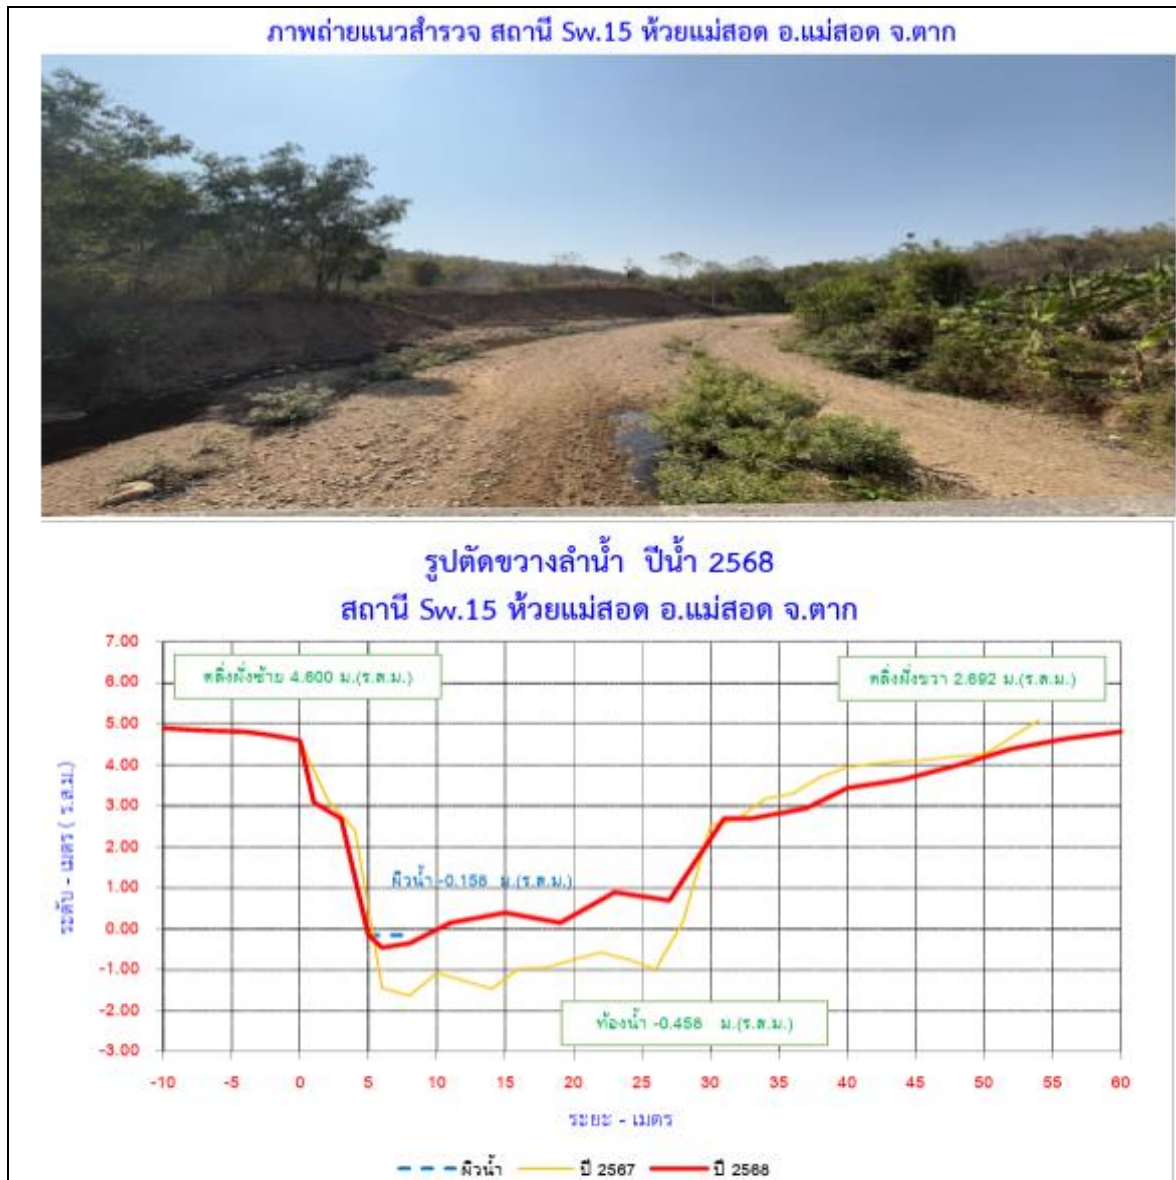 ภาพถ่ายแนวสำรวจ สถานี Sw.15 ห้วยแม่สอด อ.แม่สอด จ.ตาก
รูปตัดขวางลำน้ำ ปีน้ำ 2568
สถานี Sw.15 ห้วยแม่สอด อ.แม่สอด จ.ตาก
ระดับ - เมตร ( ร.ส.ม.)
7.00
6.00
5.00
4.00
3.00
2.00
1.00
0.00
-1.00
-2.00
-3.00
ตลิ่งฝั่งซ้าย 4.600 ม.(ร.ส.ม.)
ตลิ่งฝั่งขวา 2.692 ม.(ร.ส.ม.)
ผิวน้ำ -0.158 ม.(ร.ส.ม.)
ท้องน้ำ -0.458 ม.(ร.ส.ม.)
-10 -5 0 5 10 15 20 25 30 35 40 45 50 55 60
ระยะ - เมตร
ผิวน้ำ ปี 2567 ปี 2568